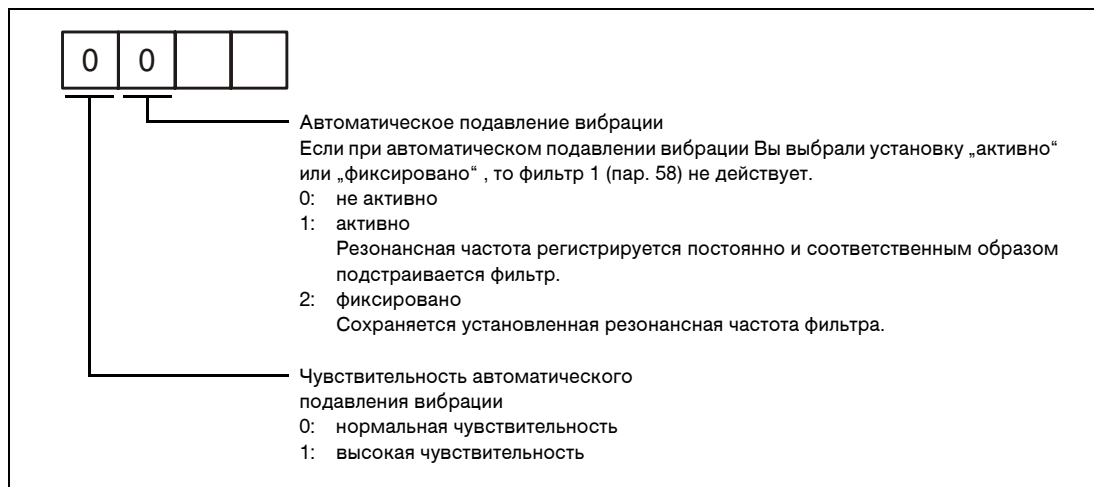 0 0
Автоматическое подавление вибрации
Если при автоматическом подавлении вибрации Вы выбрали установку „активно“
или „фиксировано“ , то фильтр 1 (пар. 58) не действует.
0: не активно
1: активно
Резонансная частота регистрируется постоянно и соответственным образом
подстраивается фильтр.
2: фиксировано
Сохраняется установленная резонансная частота фильтра.
Чувствительность автоматического
подавления вибрации
0: нормальная чувствительность
1: высокая чувствительность